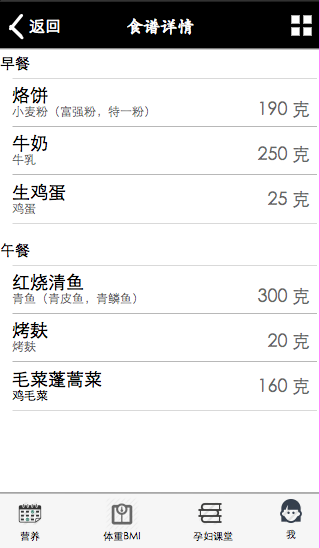 返回
食谱详情
早餐
烙饼
小麦粉（富强粉，特一粉）
190 克
牛奶
牛乳
250 克
生鸡蛋
鸡蛋
25 克
午餐
红烧清鱼
青鱼（青皮鱼，青鳞鱼）
300 克
烤麸
烤麸
20 克
毛菜蓬蒿菜
鸡毛菜
160 克
营养
体重BMI
孕妇课堂
我